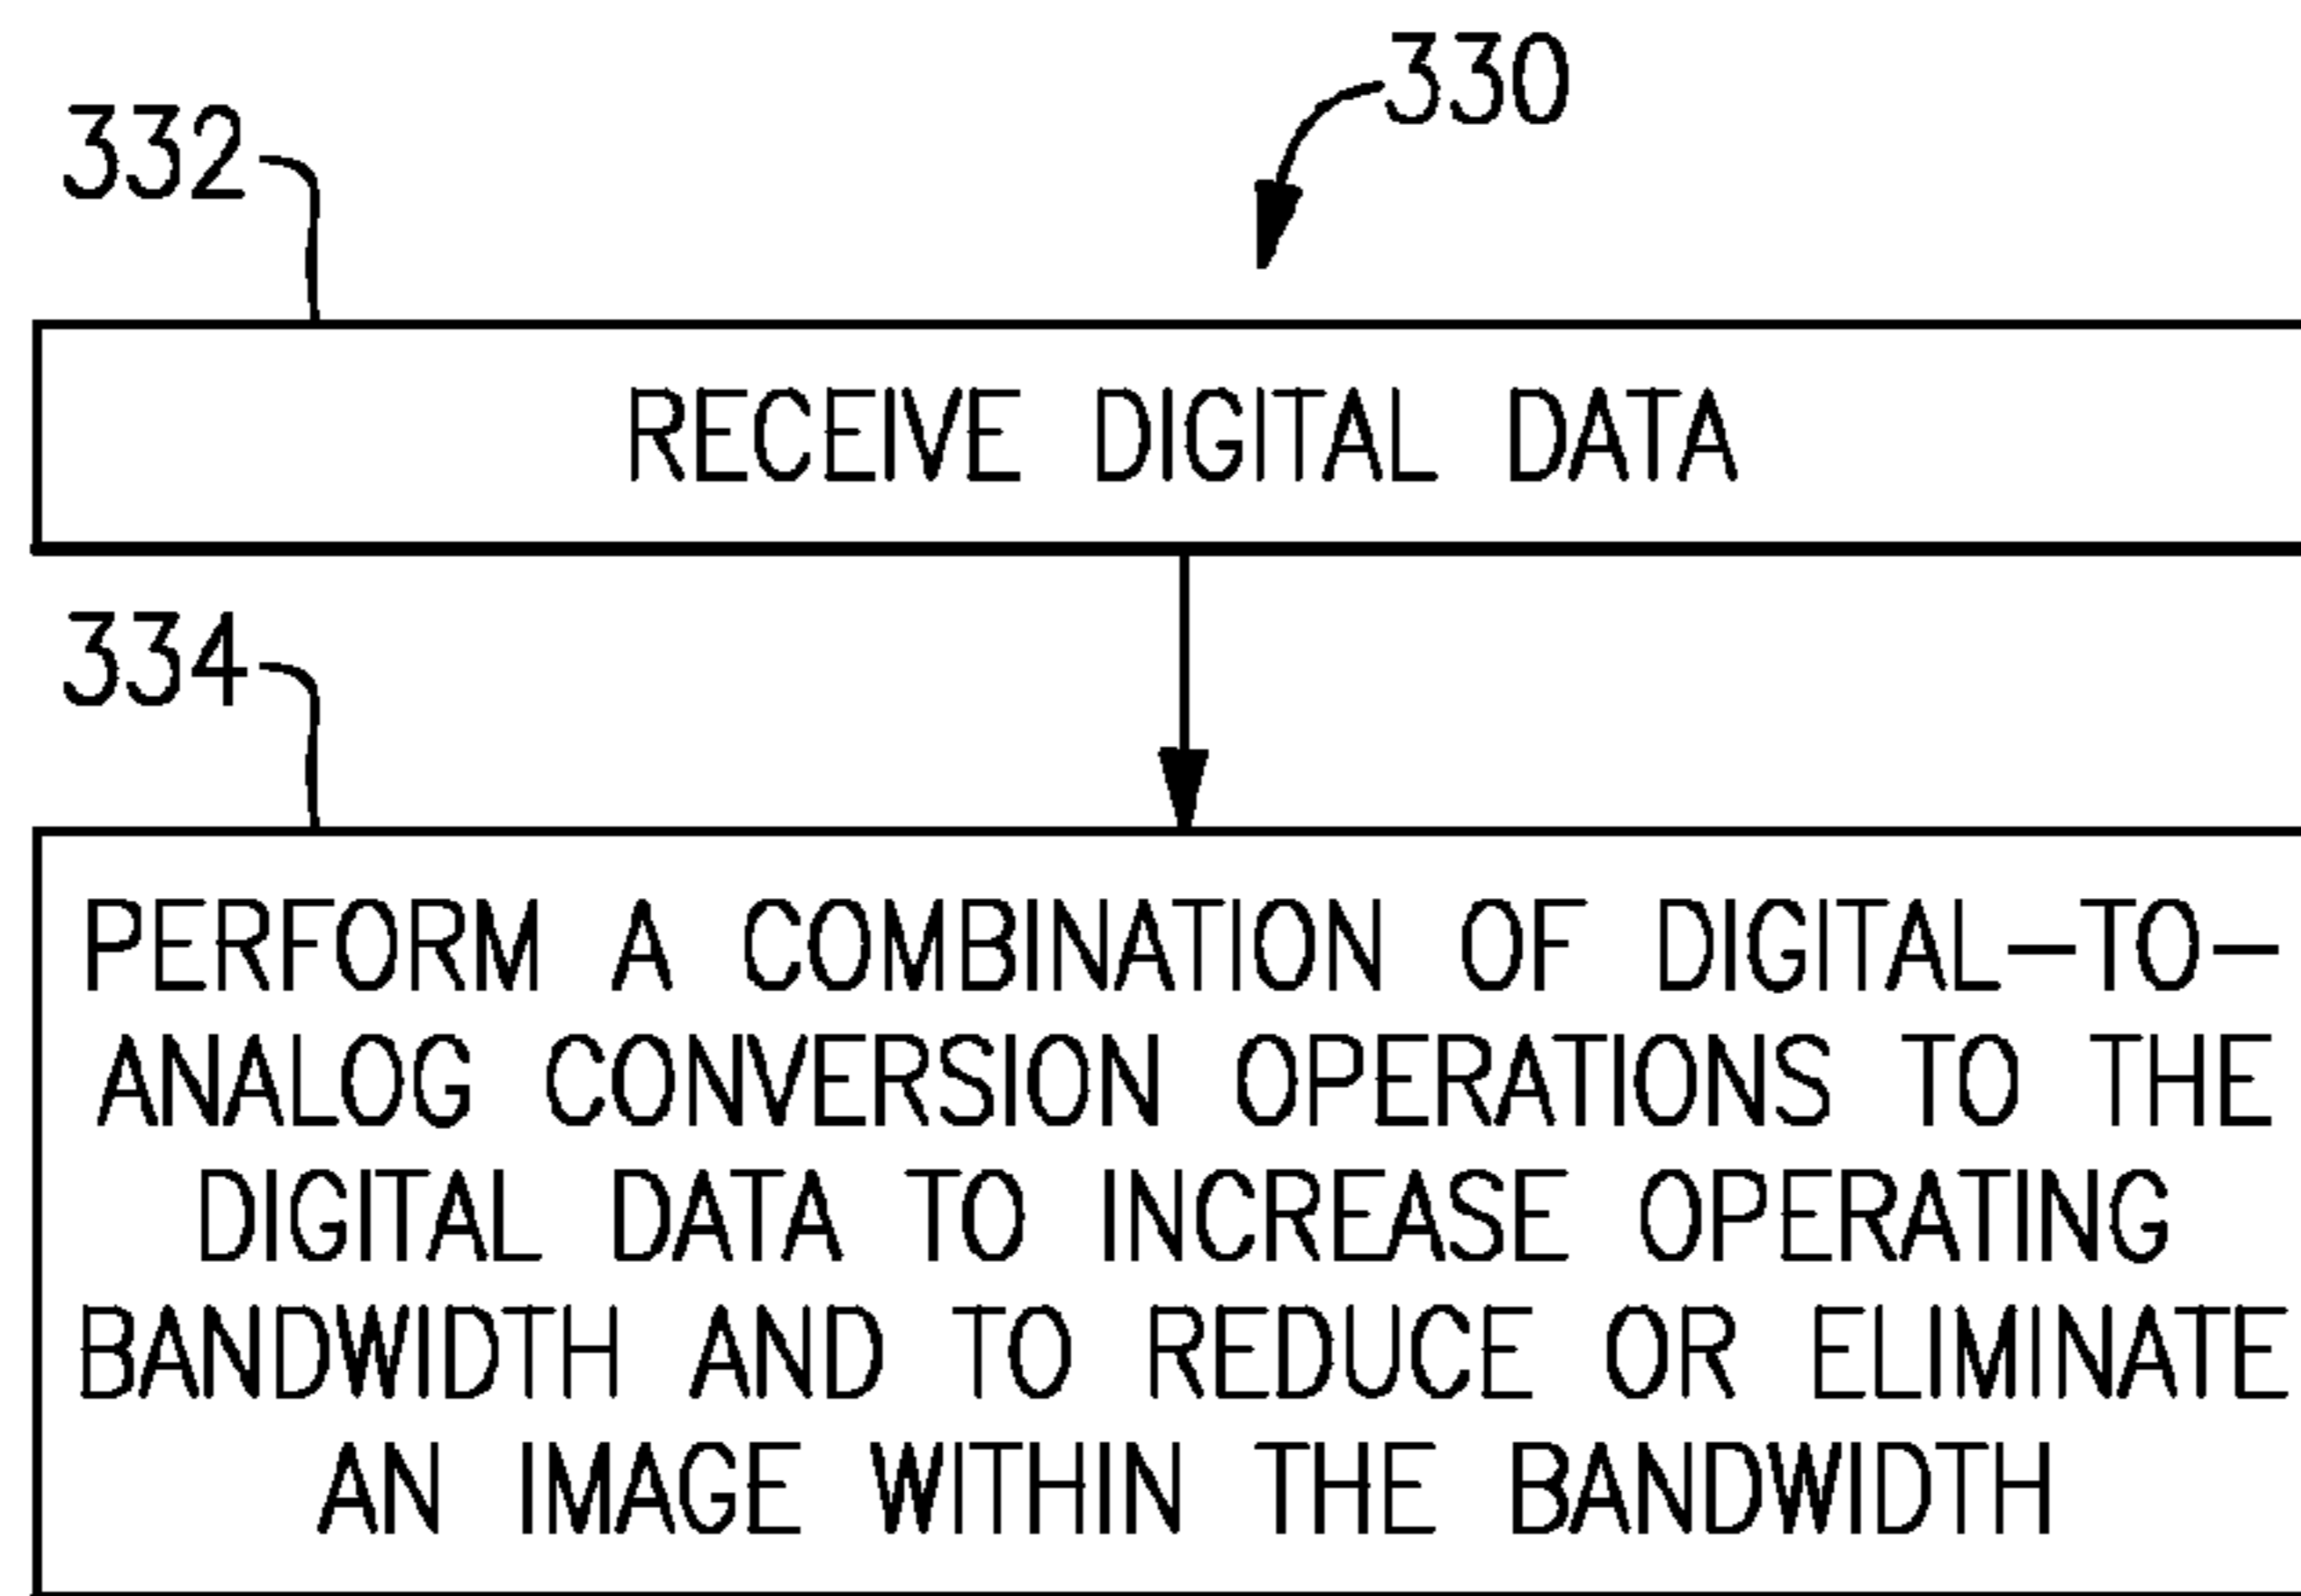 330
332
RECEIVE DIGITAL DATA
334
PERFORM A COMBINATION OF DIGITAL-TO-
ANALOG CONVERSION OPERATIONS TO THE
DIGITAL DATA TO INCREASE OPERATING
BANDWIDTH AND TO REDUCE OR ELIMINATE
AN IMAGE WITHIN THE BANDWIDTH